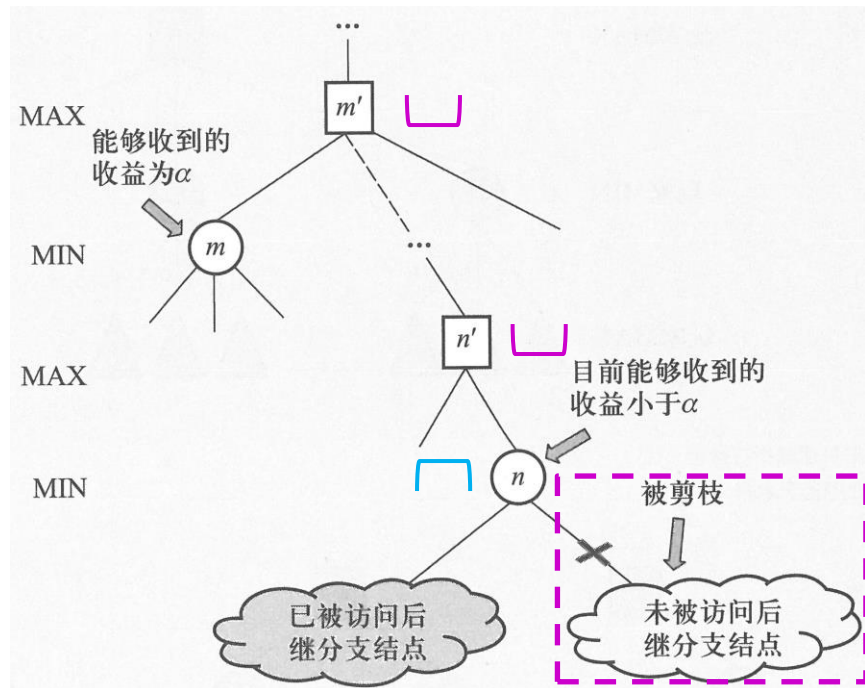 ...
m′
MAX
能够收到的
收益为α
m
MIN
...
n′
MAX
目前能够收到的
收益小于α
MIN
n
被剪枝
已被访问后
继分支结点
未被访问后
继分支结点